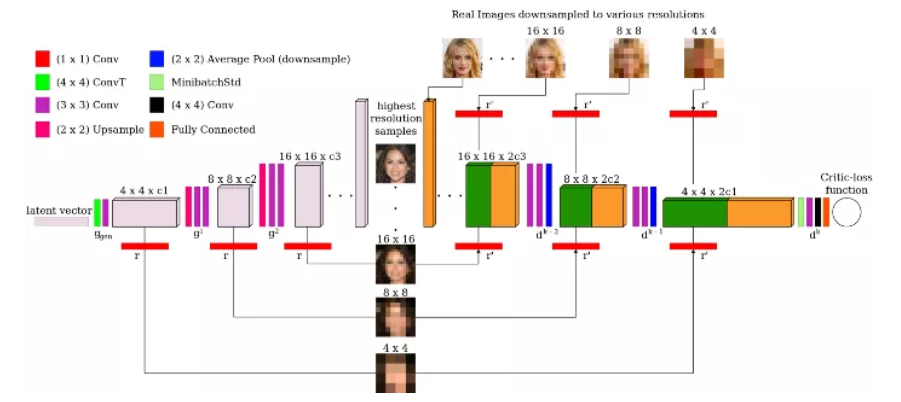 Real Images downsampled to various resolutions
16 x 16
8 x 8
4 x 4
(1 x 1) Conv
(2 x 2) Average Pool (downsample)
(4 x 4) ConvT
MinibatchStd
(3 x 3) Conv
(4 x 4) Conv
(2 x 2) Upsample
Fully Connected
highest
resolution
samples
r'
r'
r'
16 x 16 x c3
16 x 16 x 2c3
8 x 8 x c2
8 x 8 x 2c2
4 x 4 x c1
4 x 4 x 2c1
Critic-loss
function
latent vector
g_gen
g¹
g²
d^(k-2)
d^(k-1)
d^k
r
r
r
r'
r'
r'
16 x 16
8 x 8
4 x 4